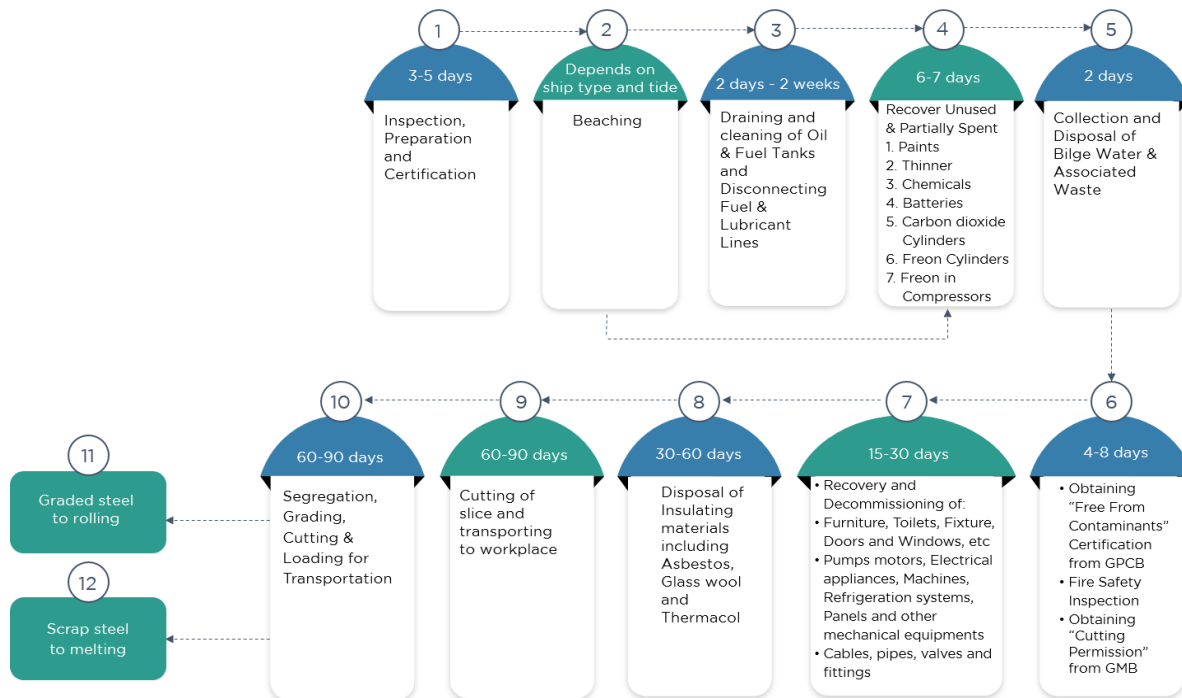 1
3-5 days
Inspection,
Preparation
and
Certification
2
Depends on
ship type and tide
Beaching
3
2 days - 2 weeks
Draining and
cleaning of Oil
& Fuel Tanks
and
Disconnecting
Fuel &
Lubricant
Lines
4
6-7 days
Recover Unused
& Partially Spent
1. Paints
2. Thinner
3. Chemicals
4. Batteries
5. Carbon dioxide
Cylinders
6. Freon Cylinders
7. Freon in
Compressors
5
2 days
Collection and
Disposal of
Bilge Water &
Associated
Waste
6
4-8 days
• Obtaining
“Free From
Contaminants”
Certification
from GPCB
• Fire Safety
Inspection
• Obtaining
“Cutting
Permission”
from GMB
7
15-30 days
• Recovery and
Decommissioning of:
• Furniture, Toilets, Fixture,
Doors and Windows, etc
• Pumps motors, Electrical
appliances, Machines,
Refrigeration systems,
Panels and other
mechanical equipments
• Cables, pipes, valves and
fittings
8
30-60 days
Disposal of
Insulating
materials
including
Asbestos,
Glass wool
and
Thermacol
9
60-90 days
Cutting of
slice and
transporting
to workplace
10
60-90 days
Segregation,
Grading,
Cutting &
Loading for
Transportation
11
Graded steel
to rolling
12
Scrap steel
to melting